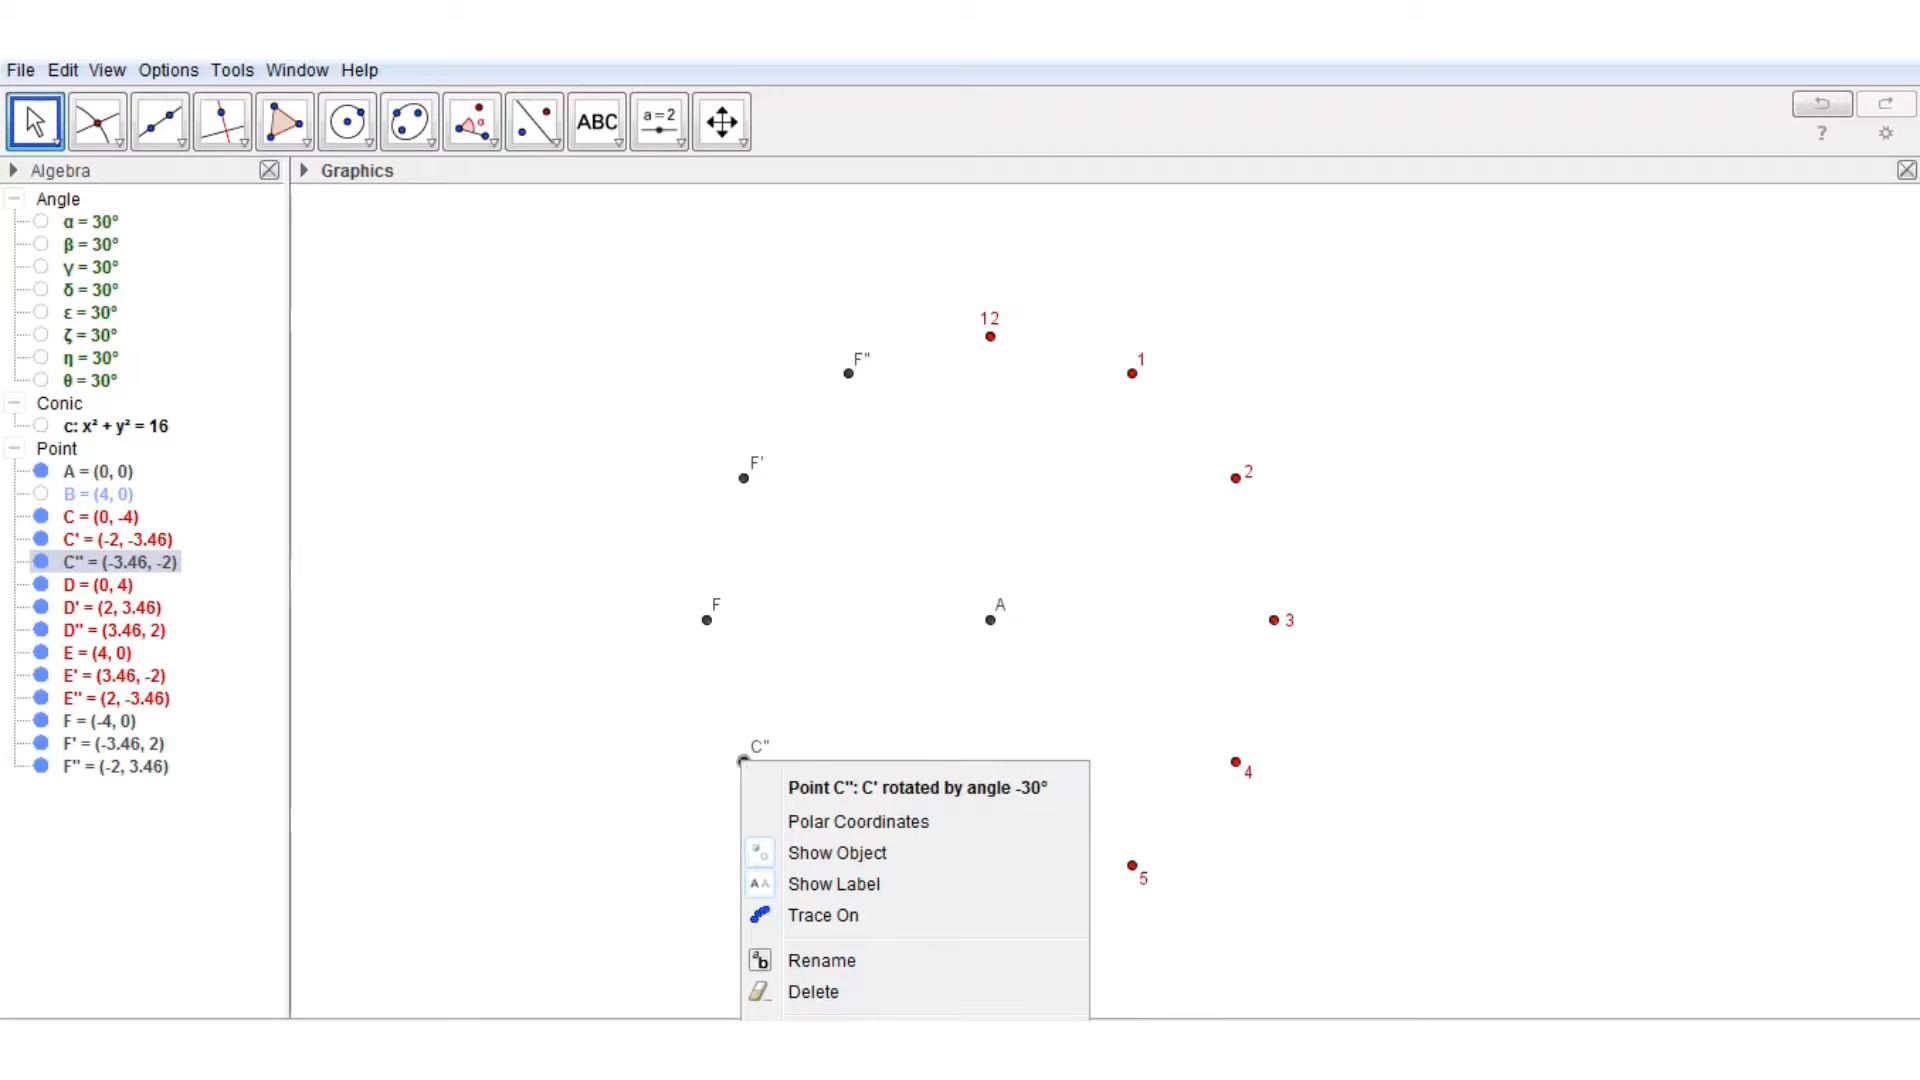 File Edit View Options Tools Window Help
α ABC a = 2
?
Algebra
Graphics
Angle
α = 30°
β = 30°
γ = 30°
δ = 30°
ε = 30°
ζ = 30°
η = 30°
θ = 30°
Conic
c: x² + y² = 16
Point
A = (0, 0)
B = (4, 0)
C = (0, -4)
C' = (-2, -3.46)
C'' = (-3.46, -2)
D = (0, 4)
D' = (2, 3.46)
D'' = (3.46, 2)
E = (4, 0)
E' = (3.46, -2)
E'' = (2, -3.46)
F = (-4, 0)
F' = (-3.46, 2)
F'' = (-2, 3.46)
12
F''
1
F'
2
F
A
3
C''
4
5
Point C'': C' rotated by angle -30°
Polar Coordinates
Show Object
AA Show Label
Trace On
ab Rename
Delete